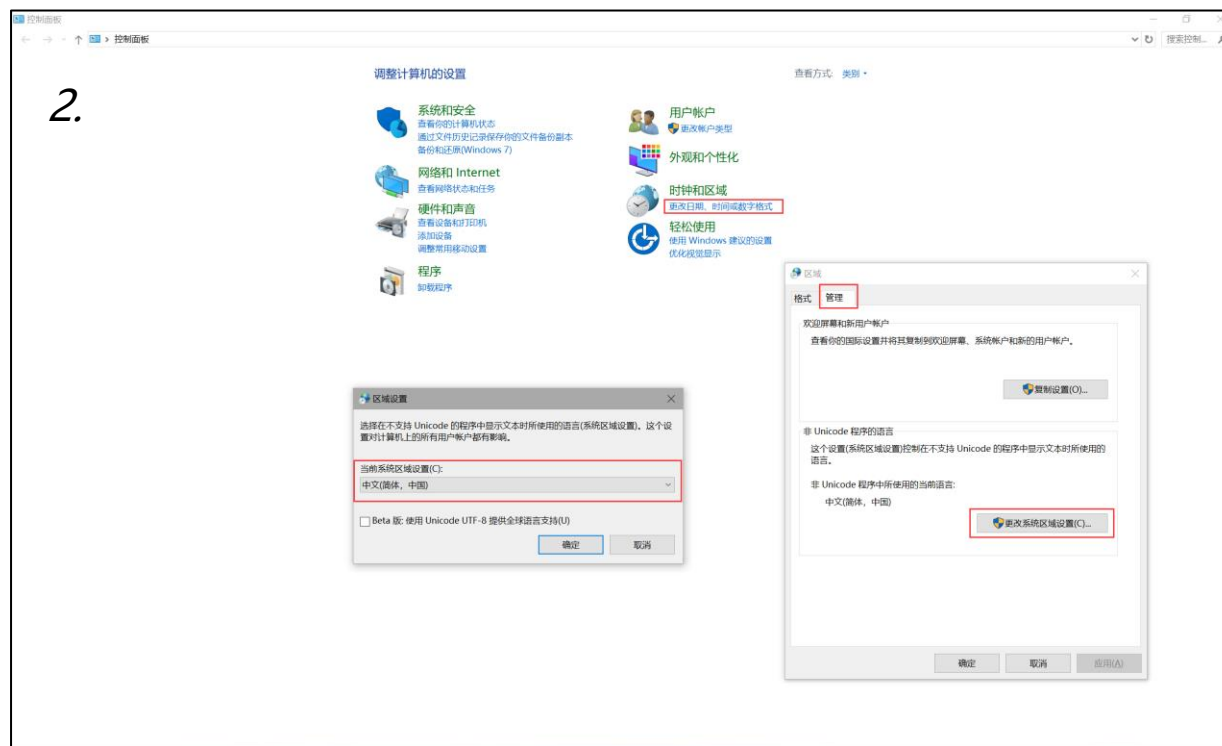 控制面板
控制面板
搜索控制...
2.
调整计算机的设置
查看方式: 类别
系统和安全
查看你的计算机状态
通过文件历史记录保存你的文件备份副本
备份和还原(Windows 7)
网络和 Internet
查看网络状态和任务
硬件和声音
查看设备和打印机
添加设备
调整常用移动设置
程序
卸载程序
用户帐户
更改帐户类型
外观和个性化
时钟和区域
更改日期、时间或数字格式
轻松使用
使用 Windows 建议的设置
优化视觉显示
区域
格式 管理
欢迎屏幕和新用户帐户
查看你的国际设置并将其复制到欢迎屏幕、系统帐户和新的用户帐户。
复制设置(O)...
非 Unicode 程序的语言
这个设置(系统区域设置)控制在不支持 Unicode 的程序中显示文本时所使用的
语言。
非 Unicode 程序中所使用的当前语言:
中文(简体，中国)
更改系统区域设置(C)...
确定 取消 应用(A)
区域设置
选择在不支持 Unicode 的程序中显示文本时所使用的语言(系统区域设置)。这个设
置对计算机上的所有用户帐户都有影响。
当前系统区域设置(C):
中文(简体，中国)
Beta 版: 使用 Unicode UTF-8 提供全球语言支持(U)
确定 取消